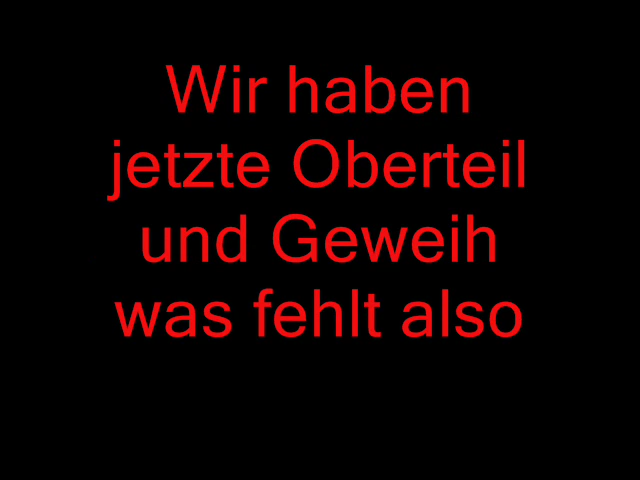 Wir haben
jetzte Oberteil
und Geweih
was fehlt also